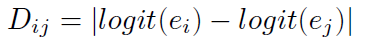 D_{ij} = |logit(e_i) − logit(e_j)|